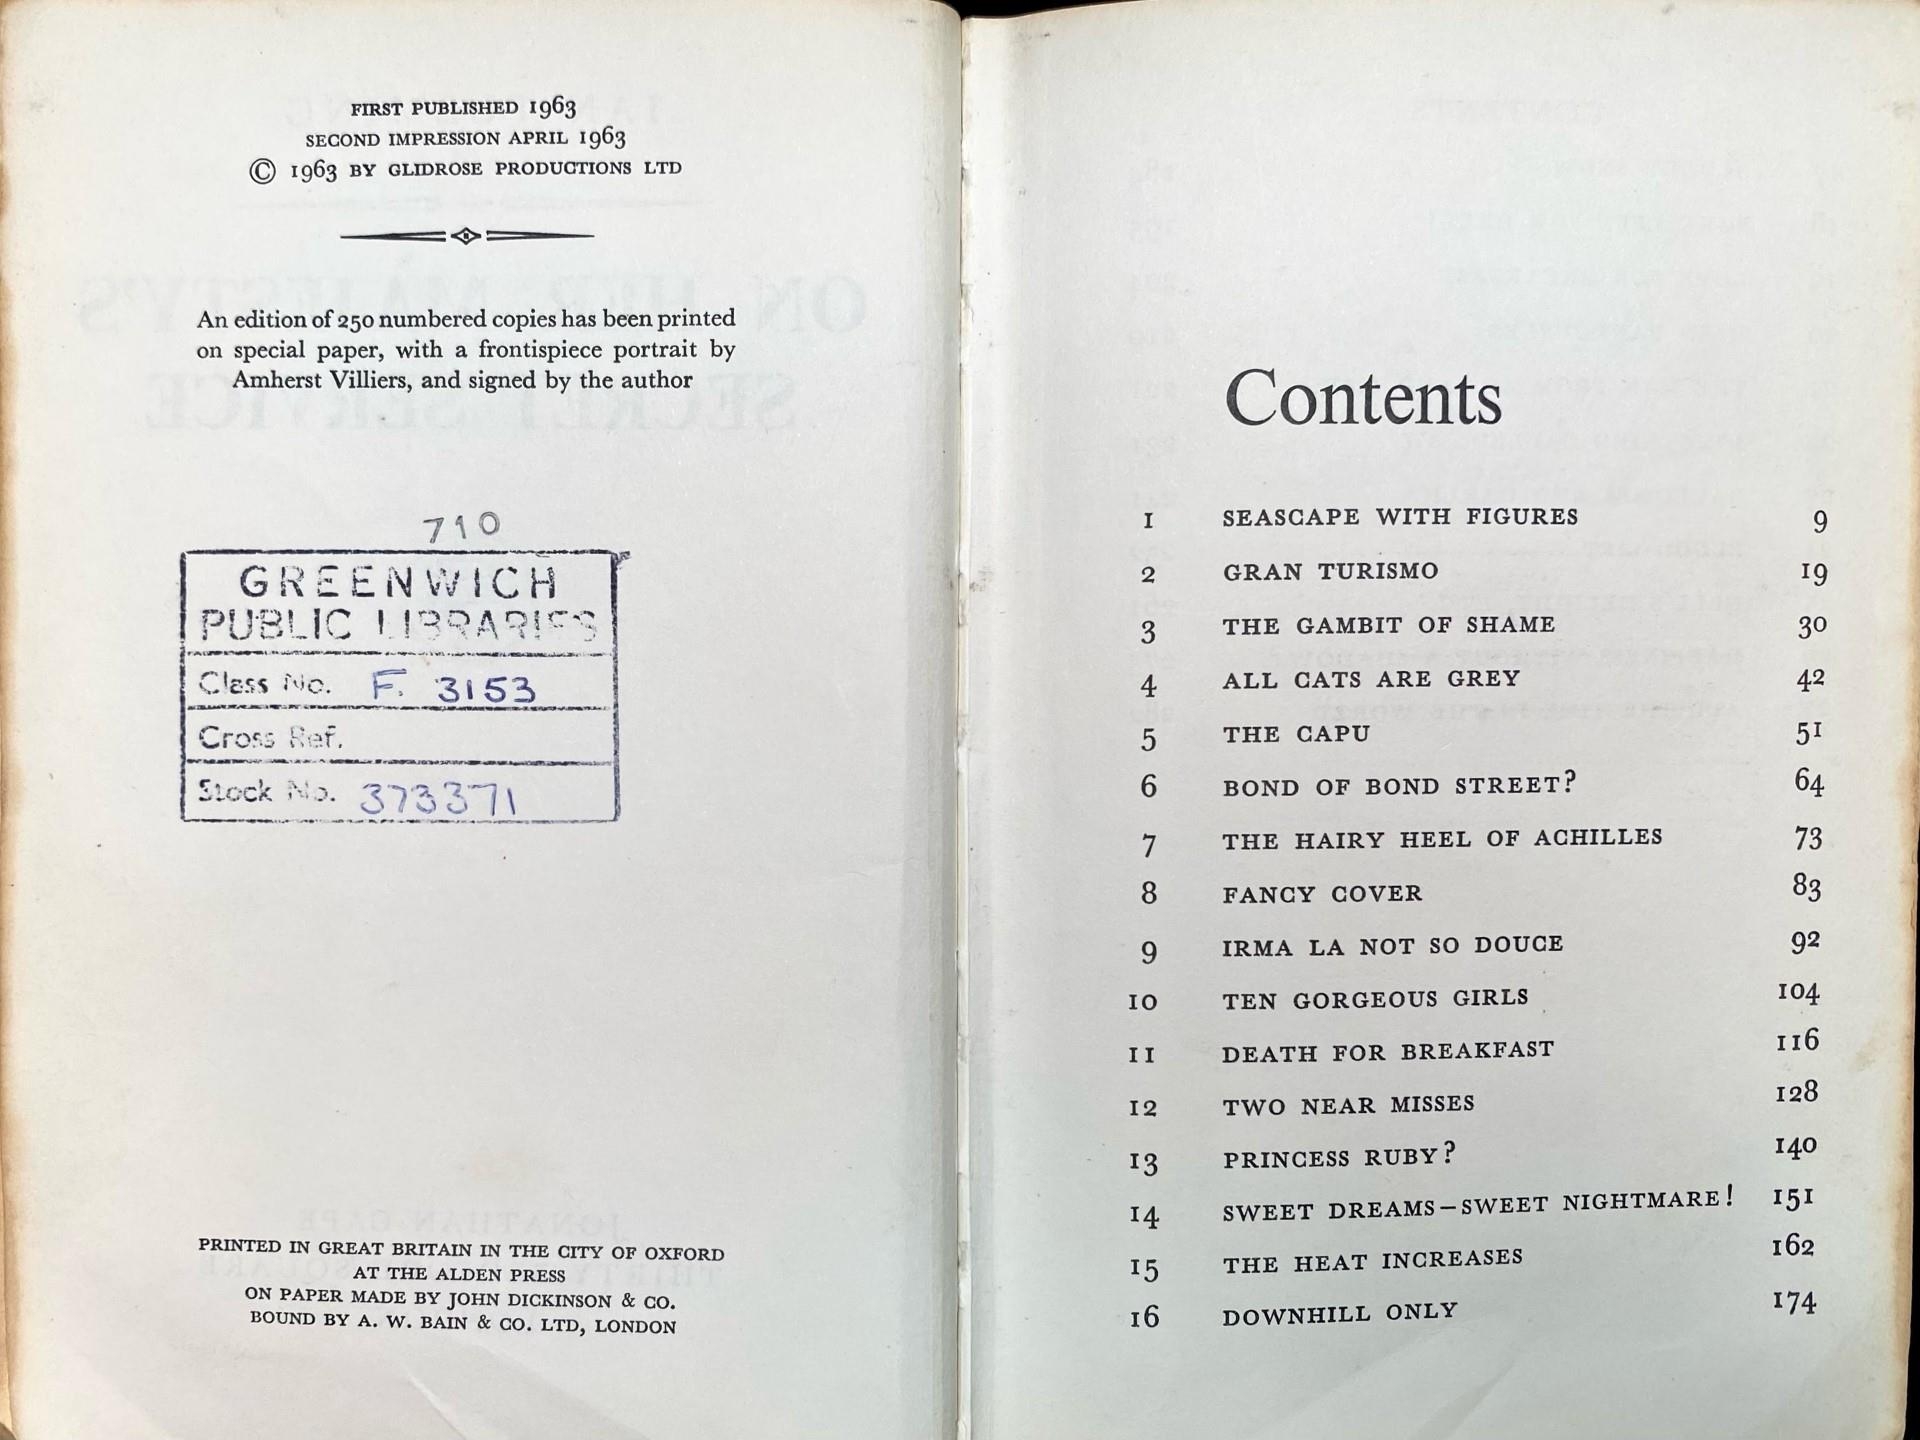 FIRST PUBLISHED 1963
SECOND IMPRESSION APRIL 1963
© 1963 BY GLIDROSE PRODUCTIONS LTD
An edition of 250 numbered copies has been printed
on special paper, with a frontispiece portrait by
Amherst Villiers, and signed by the author
710
GREENWICH
PUBLIC LIBRARIES
Class No. F. 3153
Cross Ref.
Stock No. 373371
PRINTED IN GREAT BRITAIN IN THE CITY OF OXFORD
AT THE ALDEN PRESS
ON PAPER MADE BY JOHN DICKINSON & CO.
BOUND BY A. W. BAIN & CO. LTD, LONDON
Contents
1 SEASCAPE WITH FIGURES 9
2 GRAN TURISMO 19
3 THE GAMBIT OF SHAME 30
4 ALL CATS ARE GREY 42
5 THE CAPU 51
6 BOND OF BOND STREET? 64
7 THE HAIRY HEEL OF ACHILLES 73
8 FANCY COVER 83
9 IRMA LA NOT SO DOUCE 92
10 TEN GORGEOUS GIRLS 104
11 DEATH FOR BREAKFAST 116
12 TWO NEAR MISSES 128
13 PRINCESS RUBY? 140
14 SWEET DREAMS – SWEET NIGHTMARE! 151
15 THE HEAT INCREASES 162
16 DOWNHILL ONLY 174